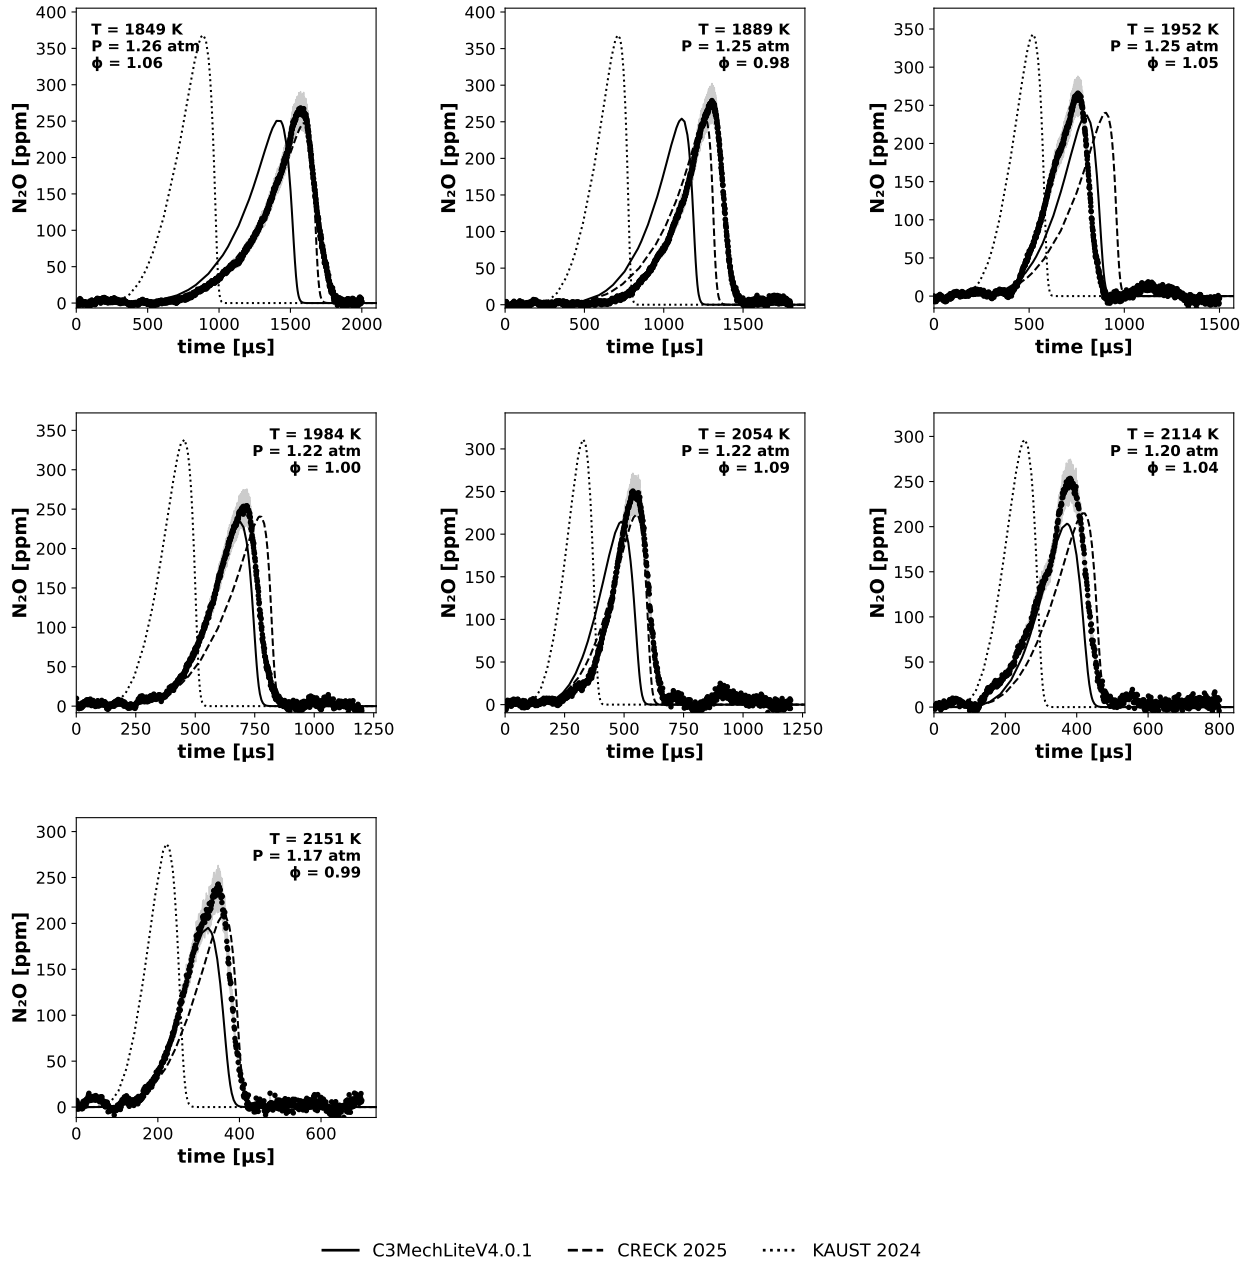 400
350
300
250
200
150
100
50
0
N₂O [ppm]
T = 1849 K
P = 1.26 atm
ϕ = 1.06
0 500 1000 1500 2000
time [µs]
400
350
300
250
200
150
100
50
0
N₂O [ppm]
T = 1889 K
P = 1.25 atm
ϕ = 0.98
0 500 1000 1500
time [µs]
350
300
250
200
150
100
50
0
N₂O [ppm]
T = 1952 K
P = 1.25 atm
ϕ = 1.05
0 500 1000 1500
time [µs]
350
300
250
200
150
100
50
0
N₂O [ppm]
T = 1984 K
P = 1.22 atm
ϕ = 1.00
0 250 500 750 1000 1250
time [µs]
300
250
200
150
100
50
0
N₂O [ppm]
T = 2054 K
P = 1.22 atm
ϕ = 1.09
0 250 500 750 1000 1250
time [µs]
300
250
200
150
100
50
0
N₂O [ppm]
T = 2114 K
P = 1.20 atm
ϕ = 1.04
0 200 400 600 800
time [µs]
300
250
200
150
100
50
0
N₂O [ppm]
T = 2151 K
P = 1.17 atm
ϕ = 0.99
0 200 400 600
time [µs]
C3MechLiteV4.0.1 CRECK 2025 KAUST 2024